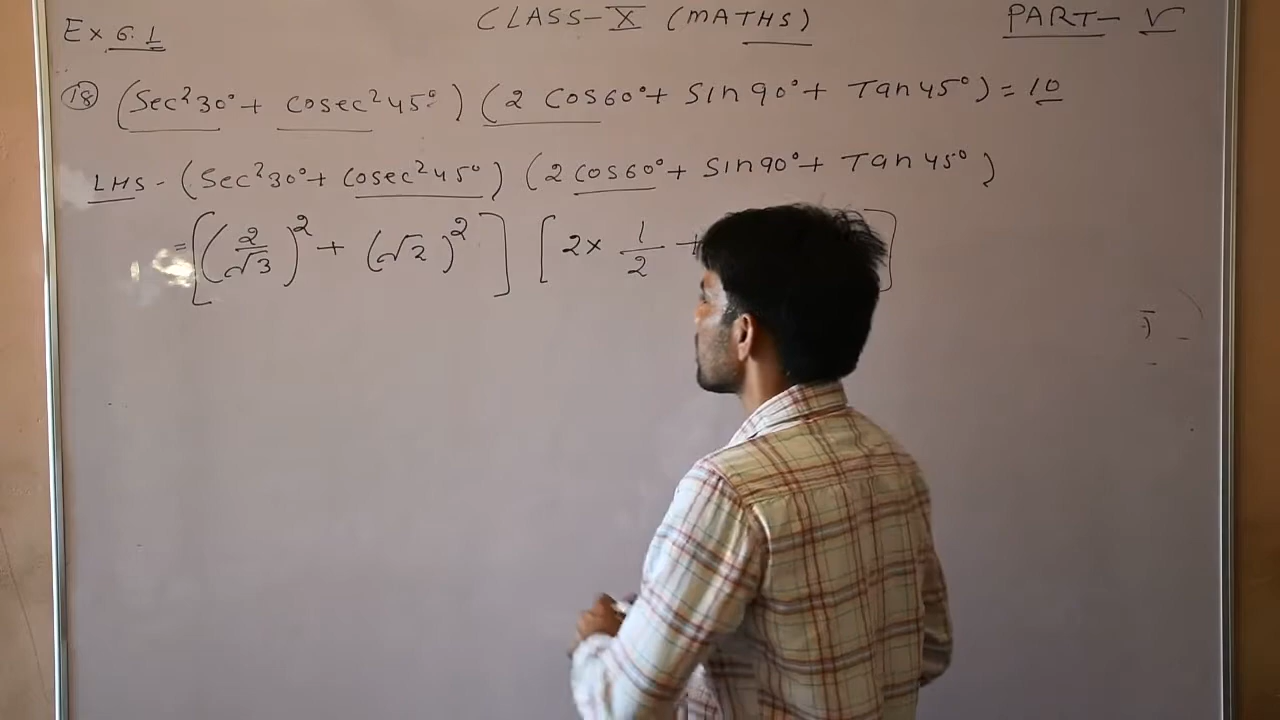 Ex 6.1 CLASS-X (MATHS) PART-V
18 (Sec²30° + Cosec²45°) (2 Cos60° + Sin90° + Tan45°) = 10
LHS - (Sec²30° + Cosec²45°) (2 Cos60° + Sin90° + Tan45°)
= [(2/√3)² + (√2)²] [2 × 1/2 + ]